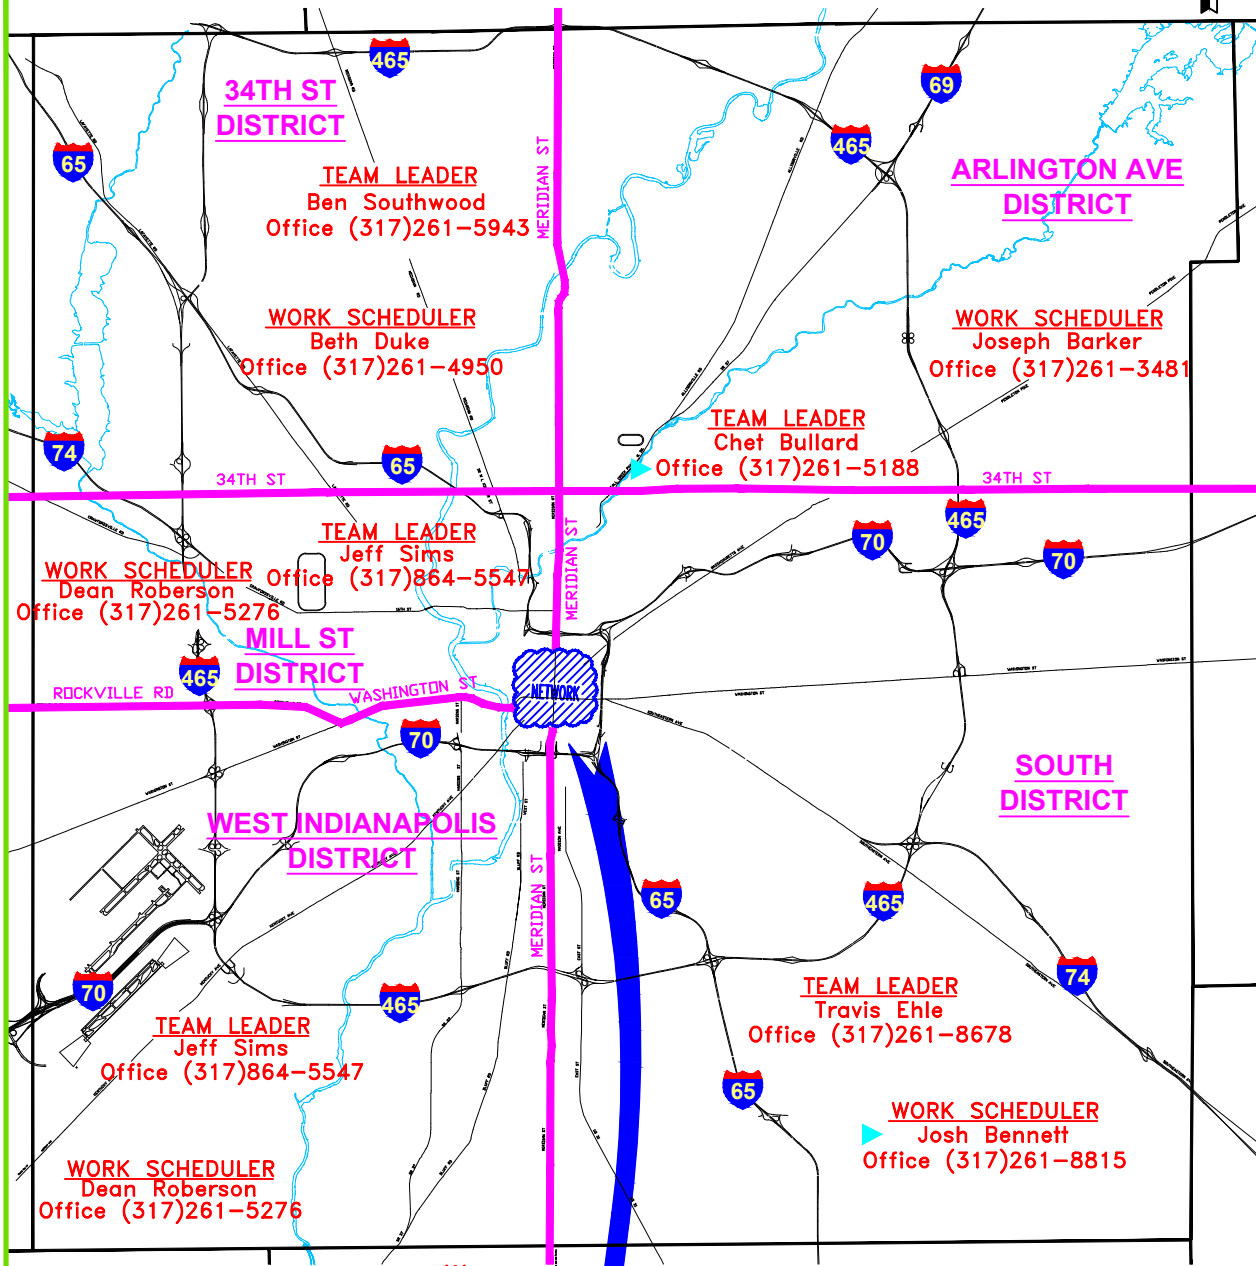 465
69
34TH ST
DISTRICT
65
465
MERIDIAN ST
ARLINGTON AVE
DISTRICT
TEAM LEADER
Ben Southwood
Office (317)261-5943
WORK SCHEDULER
Beth Duke
Office (317)261-4950
WORK SCHEDULER
Joseph Barker
Office (317)261-3481
TEAM LEADER
Chet Bullard
Office (317)261-5188
74
65
34TH ST
34TH ST
465
TEAM LEADER
Jeff Sims
Office (317)864-5547
MERIDIAN ST
70
70
WORK SCHEDULER
Dean Roberson
Office (317)261-5276
MILL ST
DISTRICT
465
ROCKVILLE RD
WASHINGTON ST
NETWORK
70
SOUTH
DISTRICT
WEST INDIANAPOLIS
DISTRICT
MERIDIAN ST
65
465
70
465
74
TEAM LEADER
Travis Ehle
Office (317)261-8678
TEAM LEADER
Jeff Sims
Office (317)864-5547
65
WORK SCHEDULER
Josh Bennett
Office (317)261-8815
WORK SCHEDULER
Dean Roberson
Office (317)261-5276